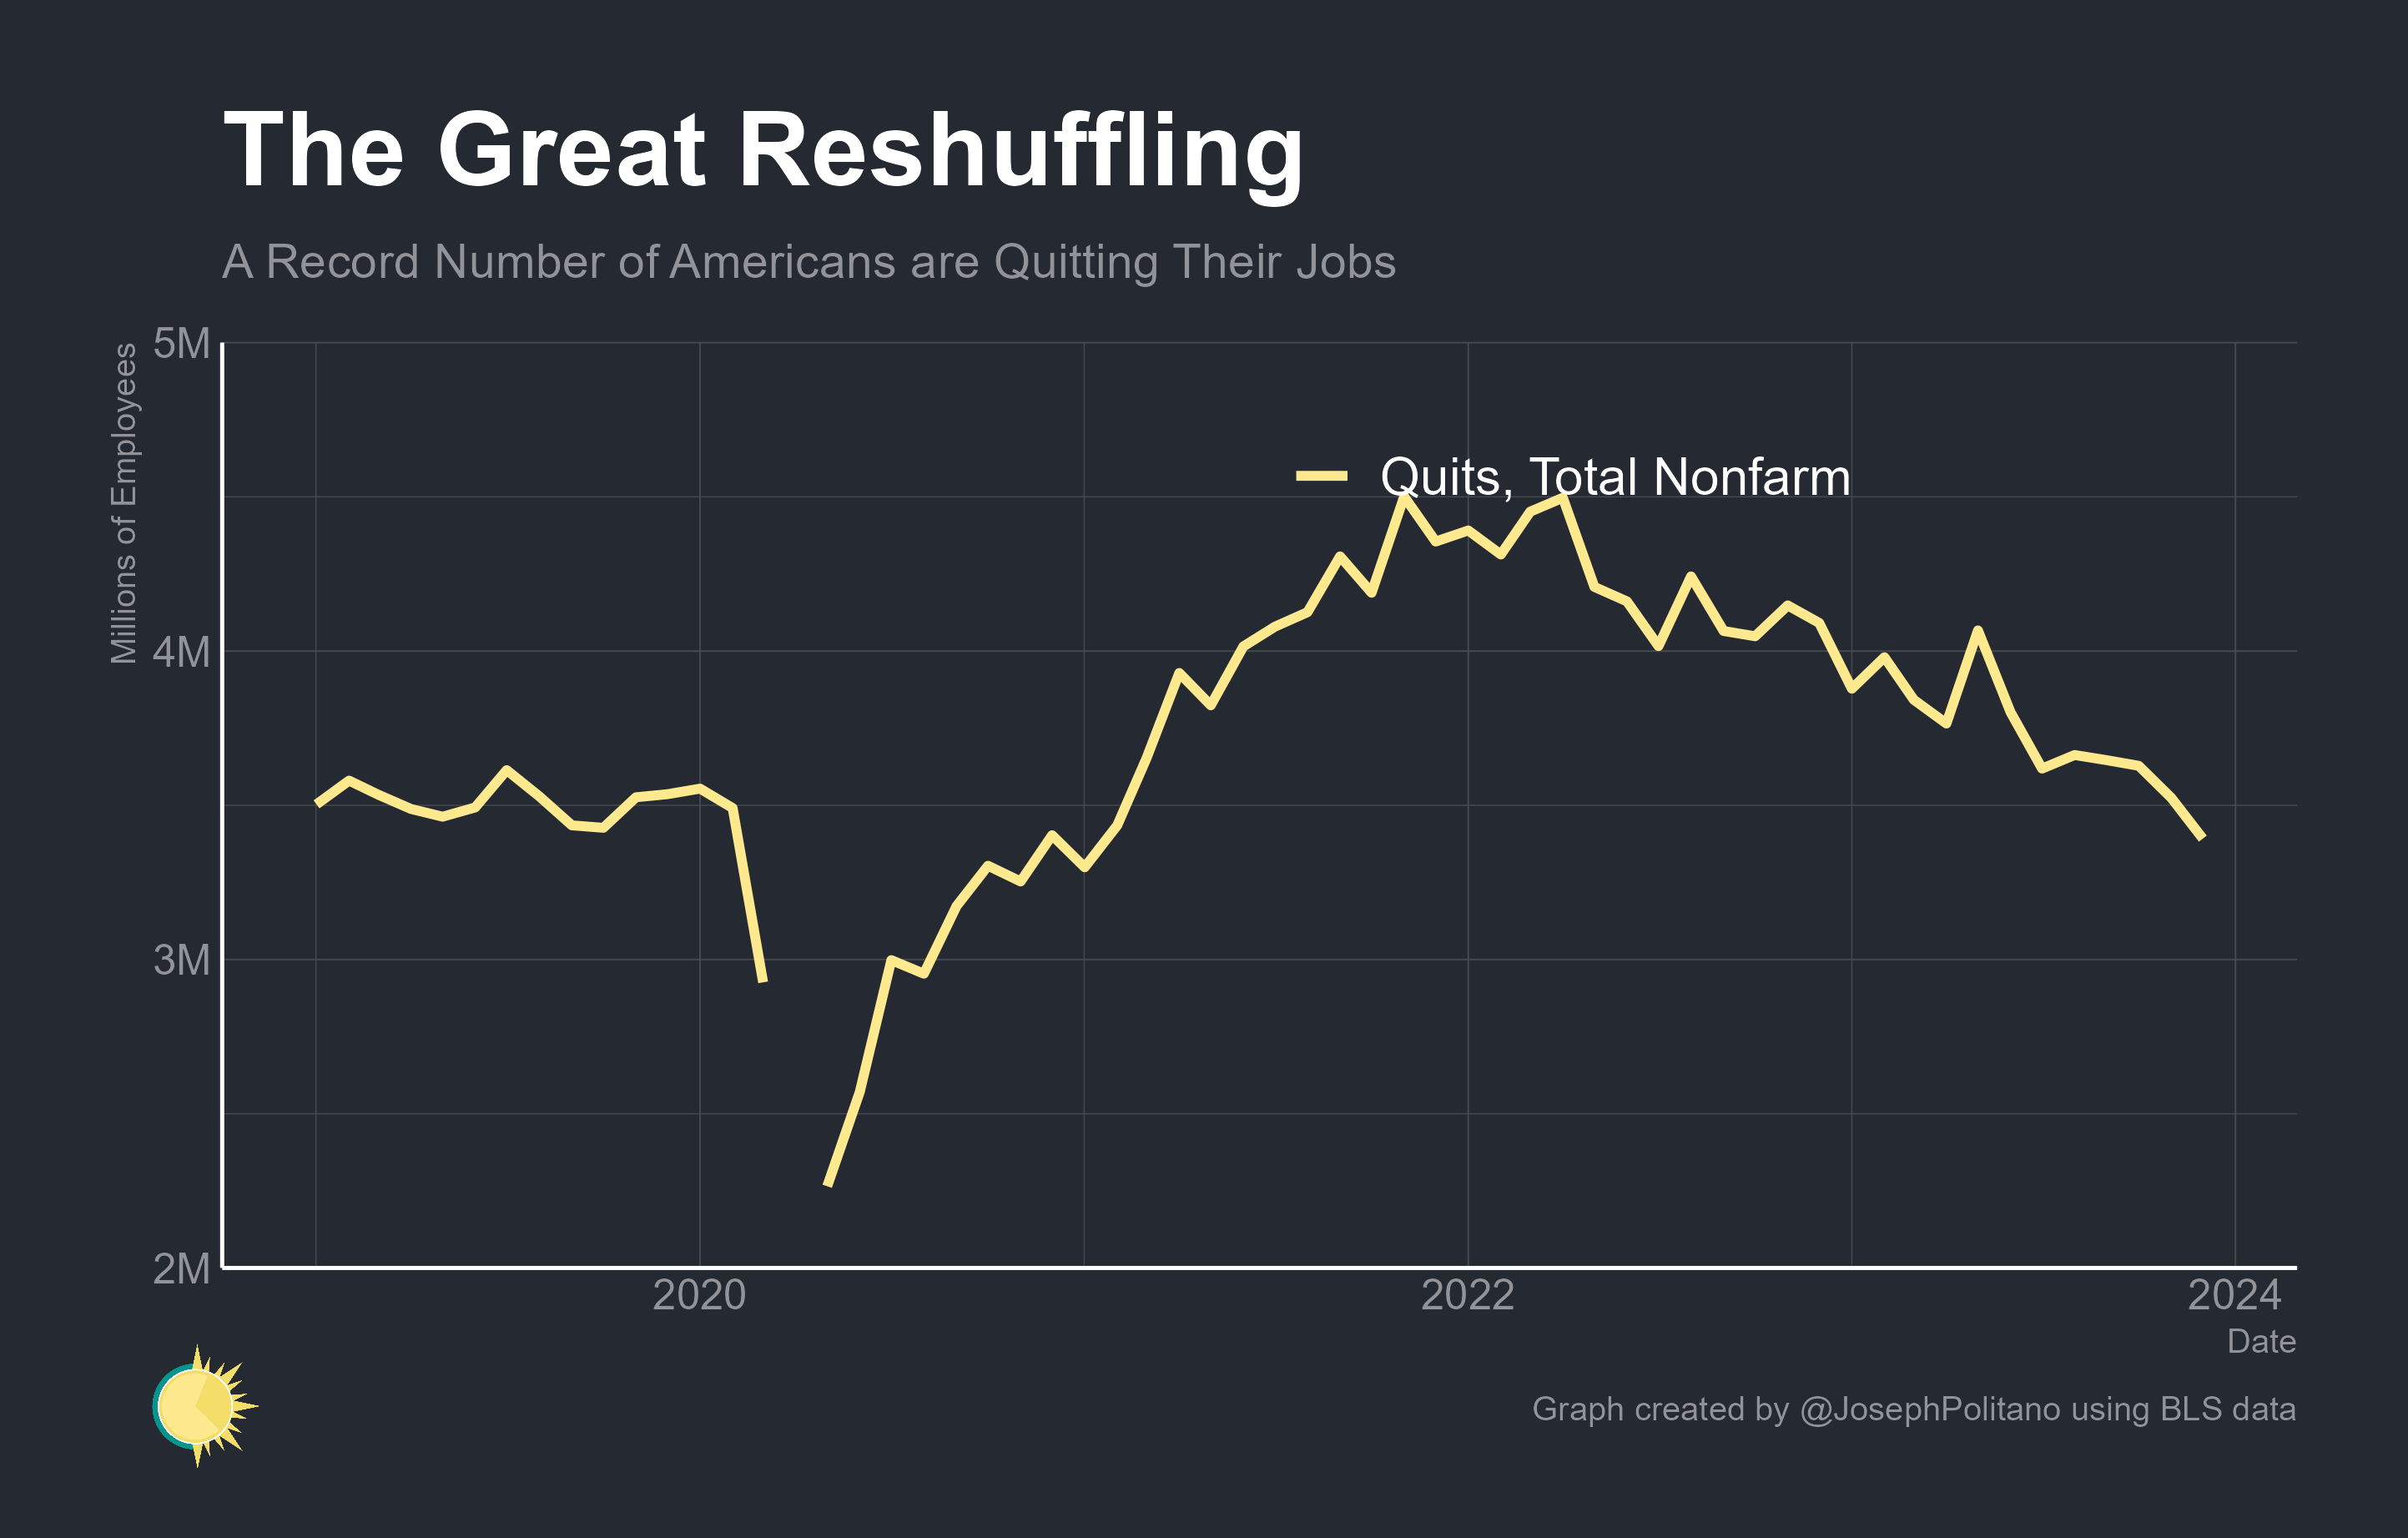 The Great Reshuffling
A Record Number of Americans are Quitting Their Jobs
Millions of Employees
5M
4M
3M
2M
Quits, Total Nonfarm
2020
2022
2024
Date
Graph created by @JosephPolitano using BLS data